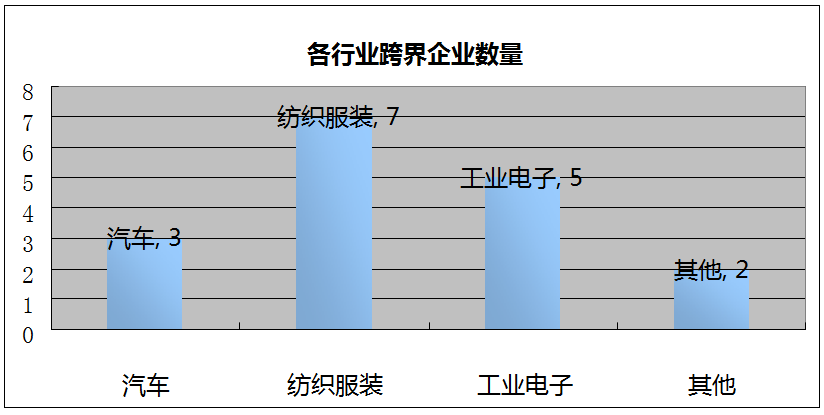 各行业跨界企业数量
8
7
6
5
4
3
2
1
0
汽车, 3
纺织服装, 7
工业电子, 5
其他, 2
汽车 纺织服装 工业电子 其他